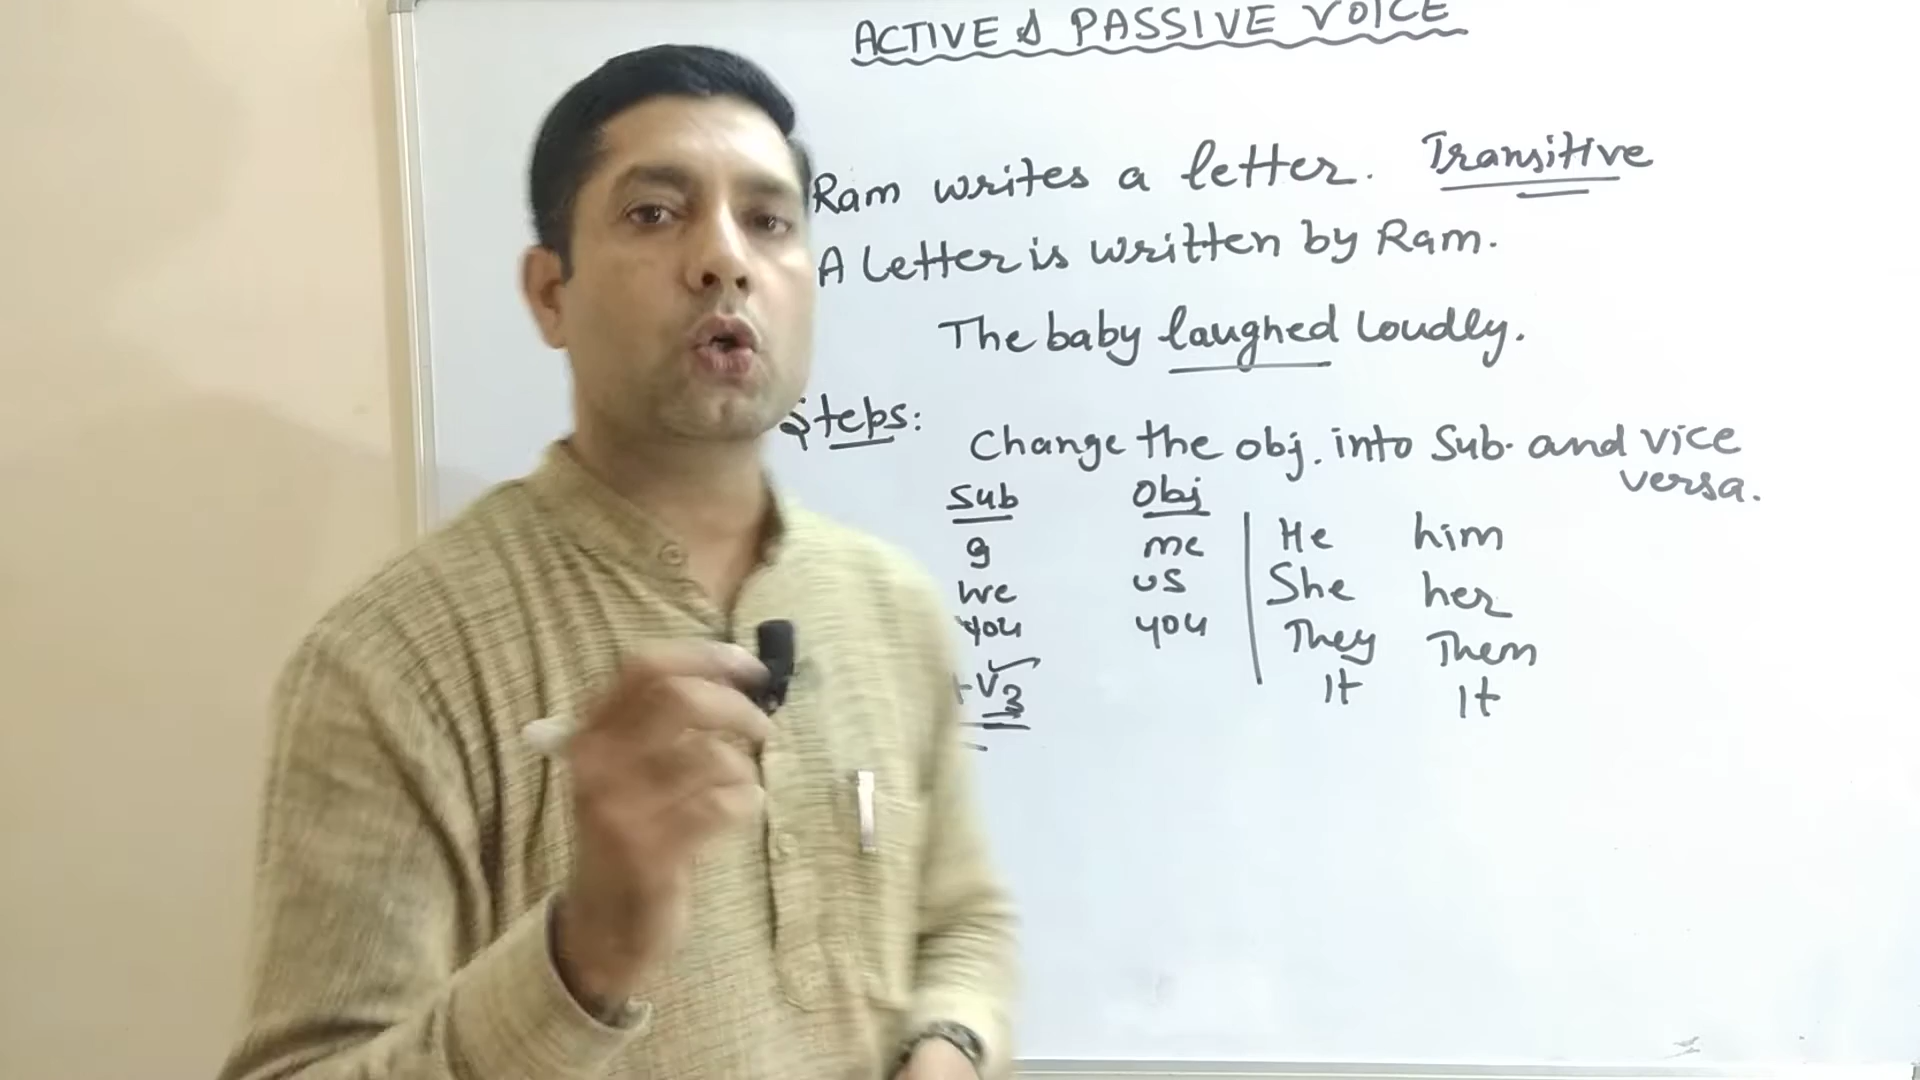 ACTIVE & PASSIVE VOICE
Ram writes a letter. Transitive
A letter is written by Ram.
The baby laughed loudly.
Steps:
Change the obj. into Sub. and vice
versa.
Sub Obj
I me He him
we us She her
you you They Them
+V3 It It